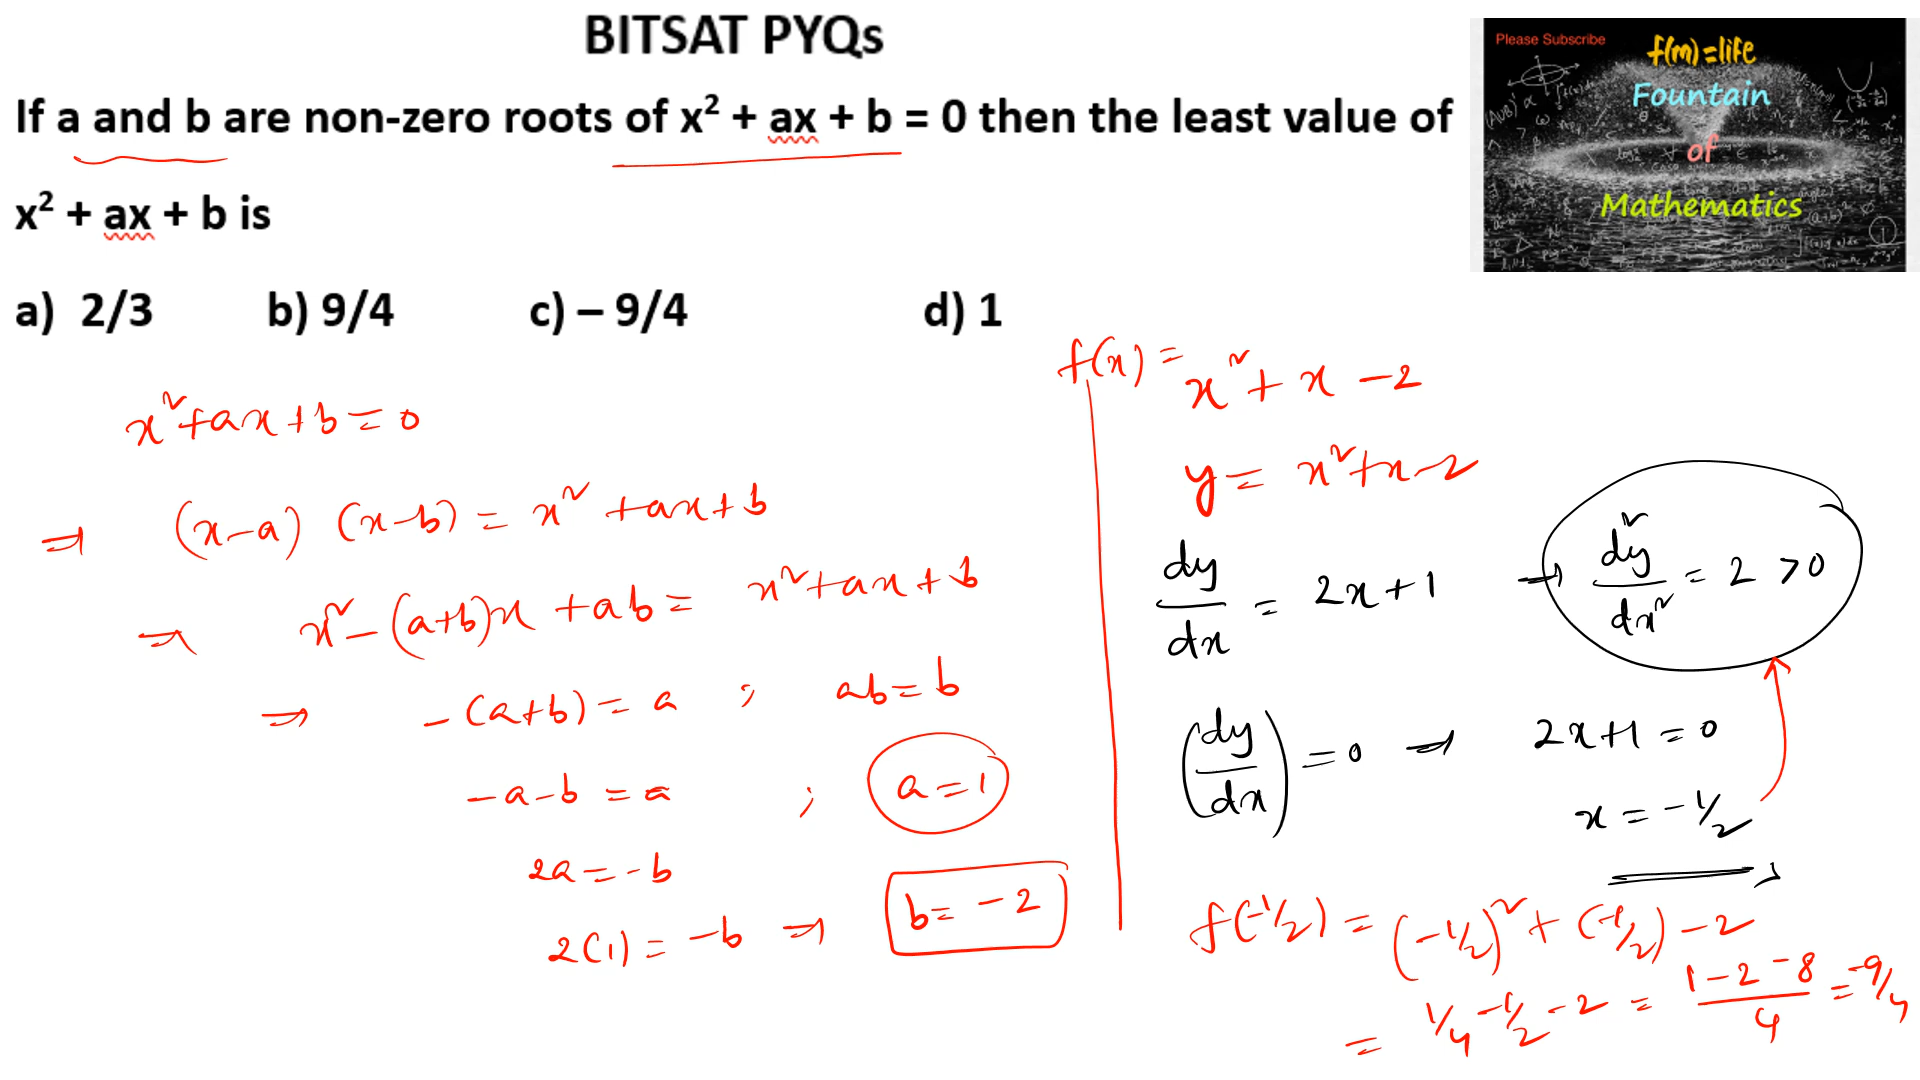 BITSAT PYQs
If a and b are non-zero roots of x² + ax + b = 0 then the least value of
x² + ax + b is
a) 2/3 b) 9/4 c) – 9/4 d) 1
Please Subscribe
f(m)=life
Fountain
of
Mathematics
x²+ax+b=0
⇒ (x-a) (x-b) = x²+ax+b
⇒ x²-(a+b)x+ab = x²+ax+b
⇒ -(a+b) = a ; ab=b
-a-b = a ; a=1
2a=-b
2(1) = -b ⇒ b=-2
f(x) = x²+x-2
y = x²+x-2
dy/dx = 2x+1 → d²y/dx² = 2 >0
(dy/dx) =0 ⇒ 2x+1=0
x=-1/2
f(-1/2) = (-1/2)²+(-1/2)-2
= 1/4-1/2-2 = 1-2-8/4 = -9/4